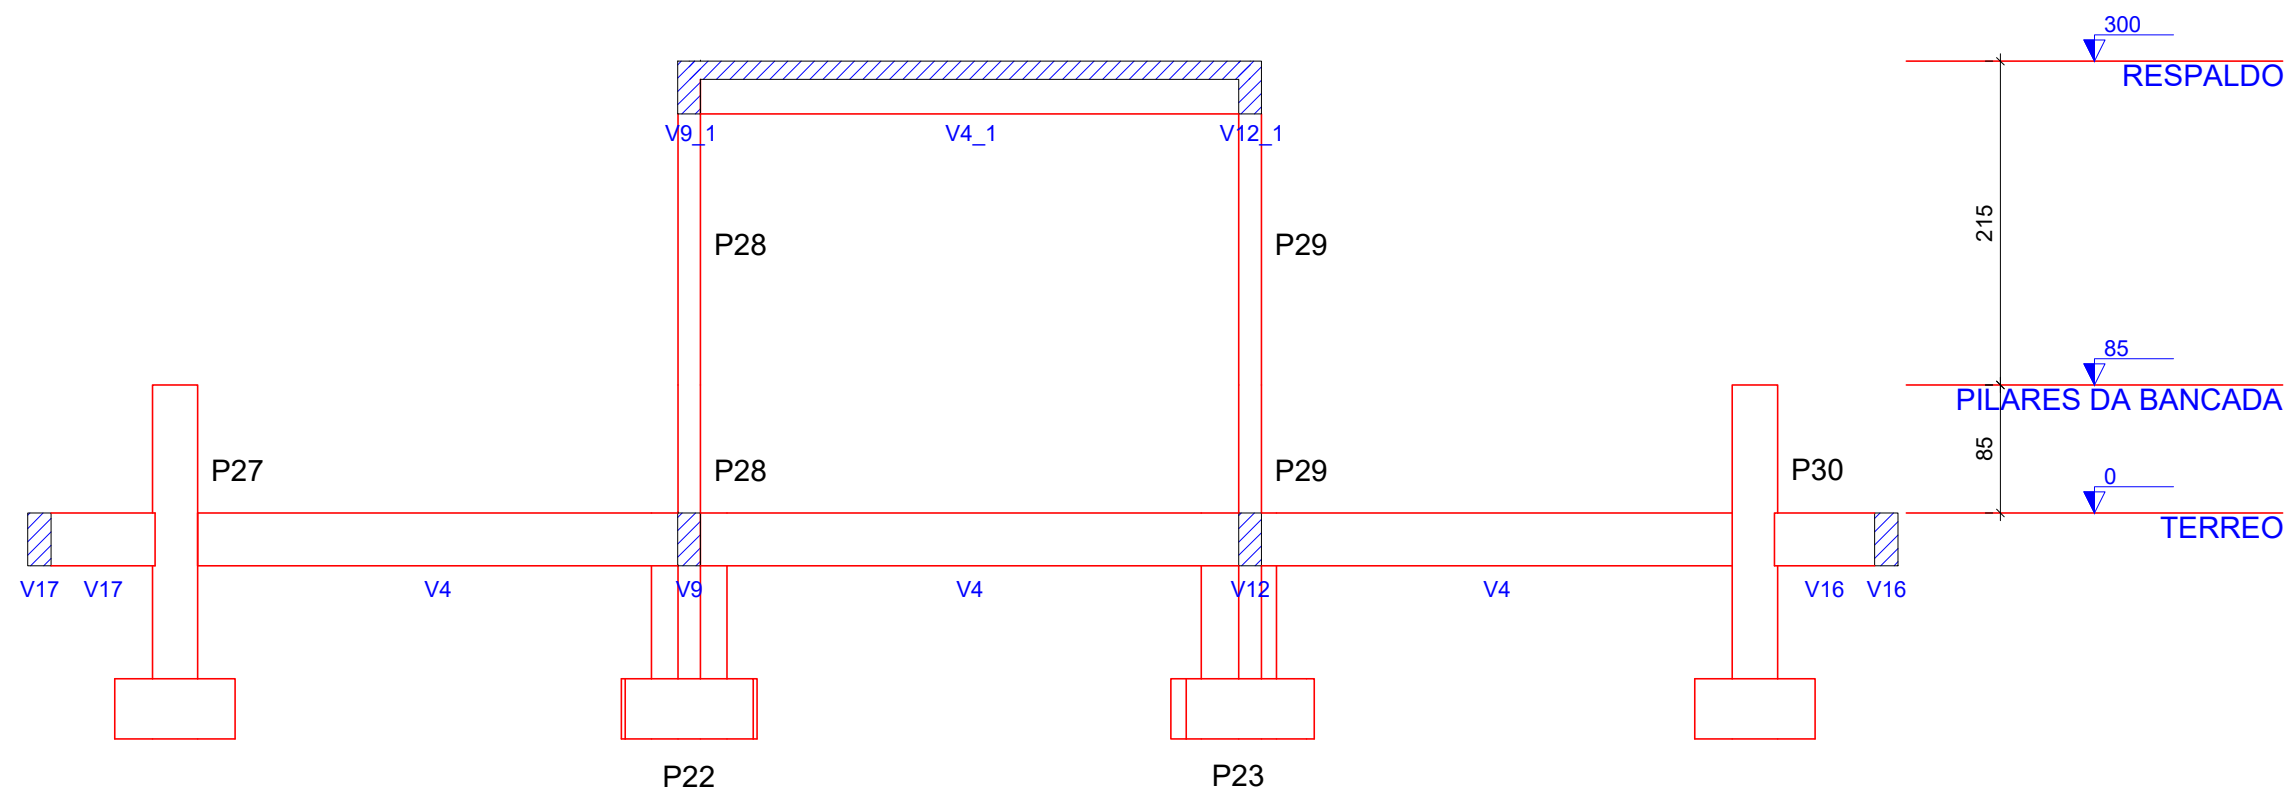 300
RESPALDO
V9_1 V4_1 V12_1
P28 P29
215
85
PILARES DA BANCADA
85
P27 P28 P29 P30
0
TERREO
V17 V17 V4 V9 V4 V12 V4 V16 V16
P22 P23